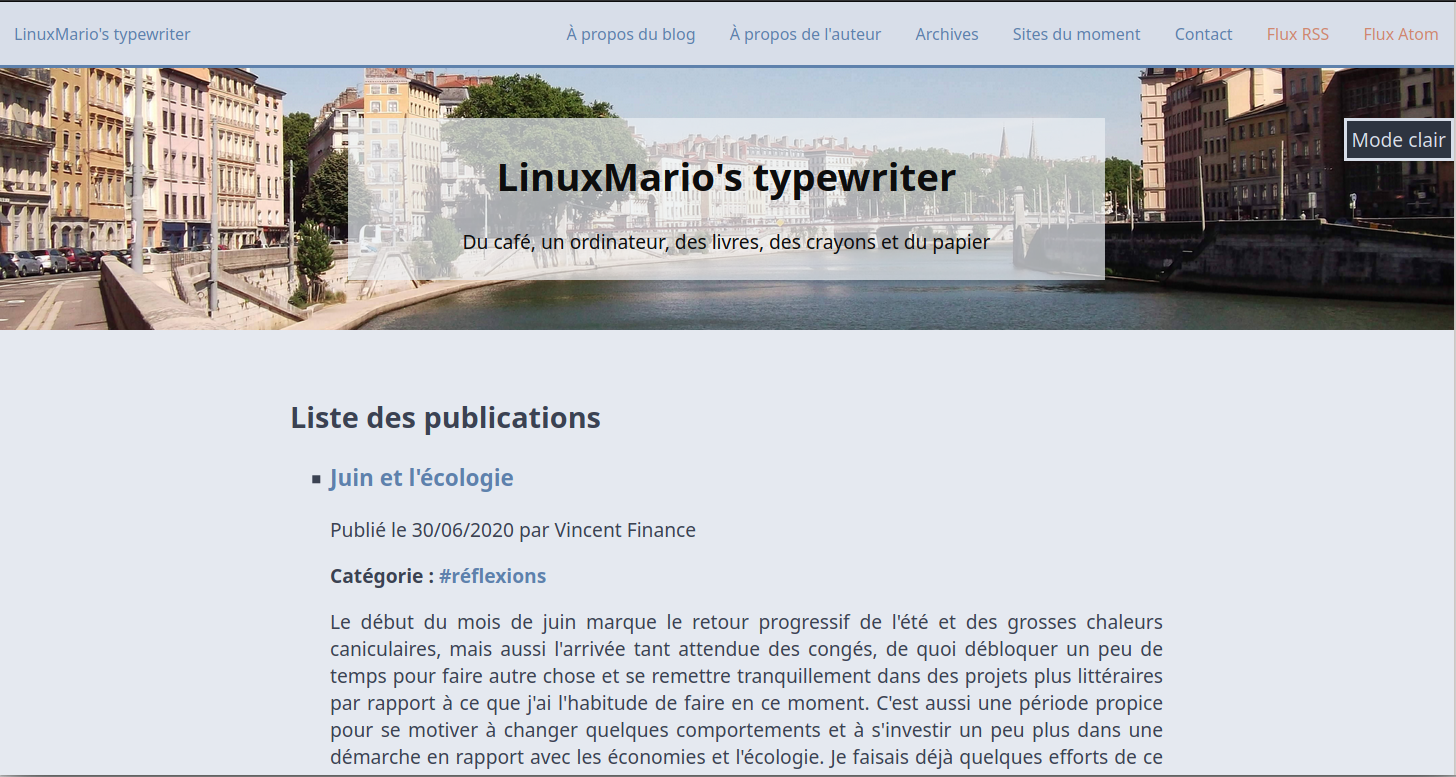 LinuxMario's typewriter À propos du blog À propos de l'auteur Archives Sites du moment Contact Flux RSS Flux Atom
Mode clair
LinuxMario's typewriter
Du café, un ordinateur, des livres, des crayons et du papier
Liste des publications
Juin et l'écologie
Publié le 30/06/2020 par Vincent Finance
Catégorie : #réflexions
Le début du mois de juin marque le retour progressif de l'été et des grosses chaleurs
caniculaires, mais aussi l'arrivée tant attendue des congés, de quoi débloquer un peu de
temps pour faire autre chose et se remettre tranquillement dans des projets plus littéraires
par rapport à ce que j'ai l'habitude de faire en ce moment. C'est aussi une période propice
pour se motiver à changer quelques comportements et à s'investir un peu plus dans une
démarche en rapport avec les économies et l'écologie. Je faisais déjà quelques efforts de ce